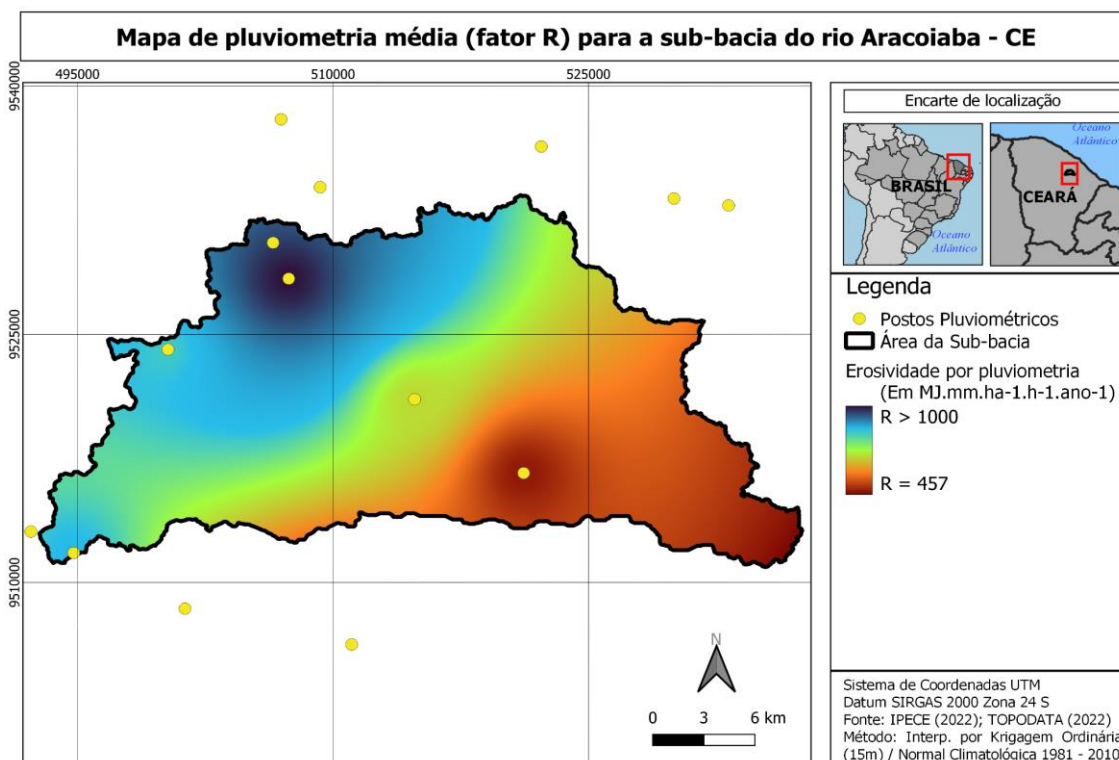 Mapa de pluviometria média (fator R) para a sub-bacia do rio Aracoiaba - CE
495000
510000
525000
9540000
9525000
9510000
N
0 3 6 km
Encarte de localização
BRASIL
Oceano
Atlântico
Oceano
Atlântico
CEARÁ
Legenda
Postos Pluviométricos
Área da Sub-bacia
Erosividade por pluviometria
(Em MJ.mm.ha-1.h-1.ano-1)
R > 1000
R = 457
Sistema de Coordenadas UTM
Datum SIRGAS 2000 Zona 24 S
Fonte: IPECE (2022); TOPODATA (2022)
Método: Interp. por Krigagem Ordinária
(15m) / Normal Climatológica 1981 - 2010